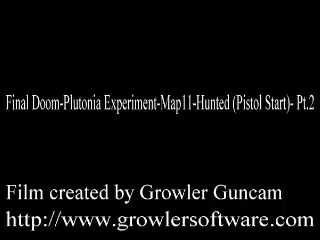 Final Doom-Plutonia Experiment-Map11-Hunted (Pistol Start)- Pt.2
Film created by Growler Guncam
http://www.growlersoftware.com